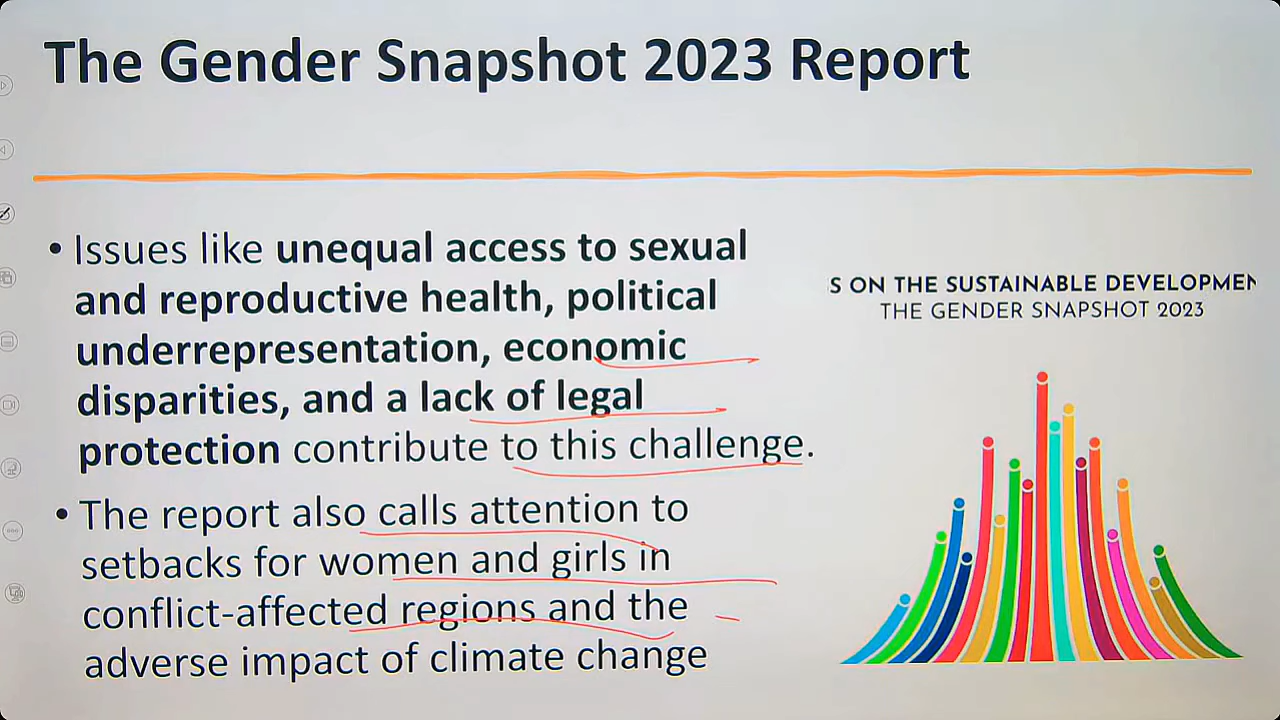 The Gender Snapshot 2023 Report
• Issues like unequal access to sexual
and reproductive health, political
underrepresentation, economic
disparities, and a lack of legal
protection contribute to this challenge.
• The report also calls attention to
setbacks for women and girls in
conflict-affected regions and the
adverse impact of climate change
S ON THE SUSTAINABLE DEVELOPMEN
THE GENDER SNAPSHOT 2023